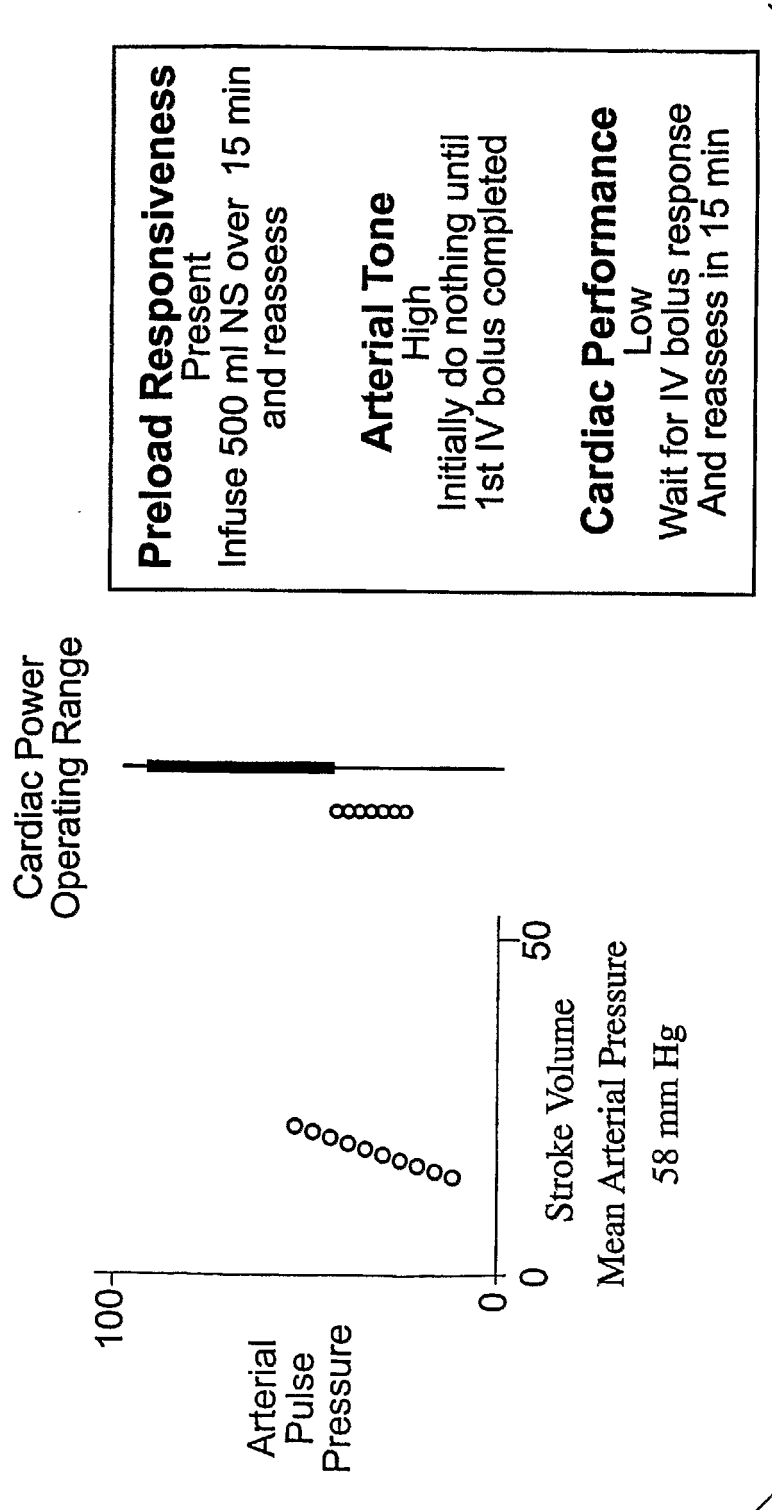 Arterial
Pulse
Pressure
100
0
0
50
Stroke Volume
Mean Arterial Pressure
58 mm Hg
Cardiac Power
Operating Range
Preload Responsiveness
Present
Infuse 500 ml NS over 15 min
and reassess
Arterial Tone
High
Initially do nothing until
1st IV bolus completed
Cardiac Performance
Low
Wait for IV bolus response
And reassess in 15 min